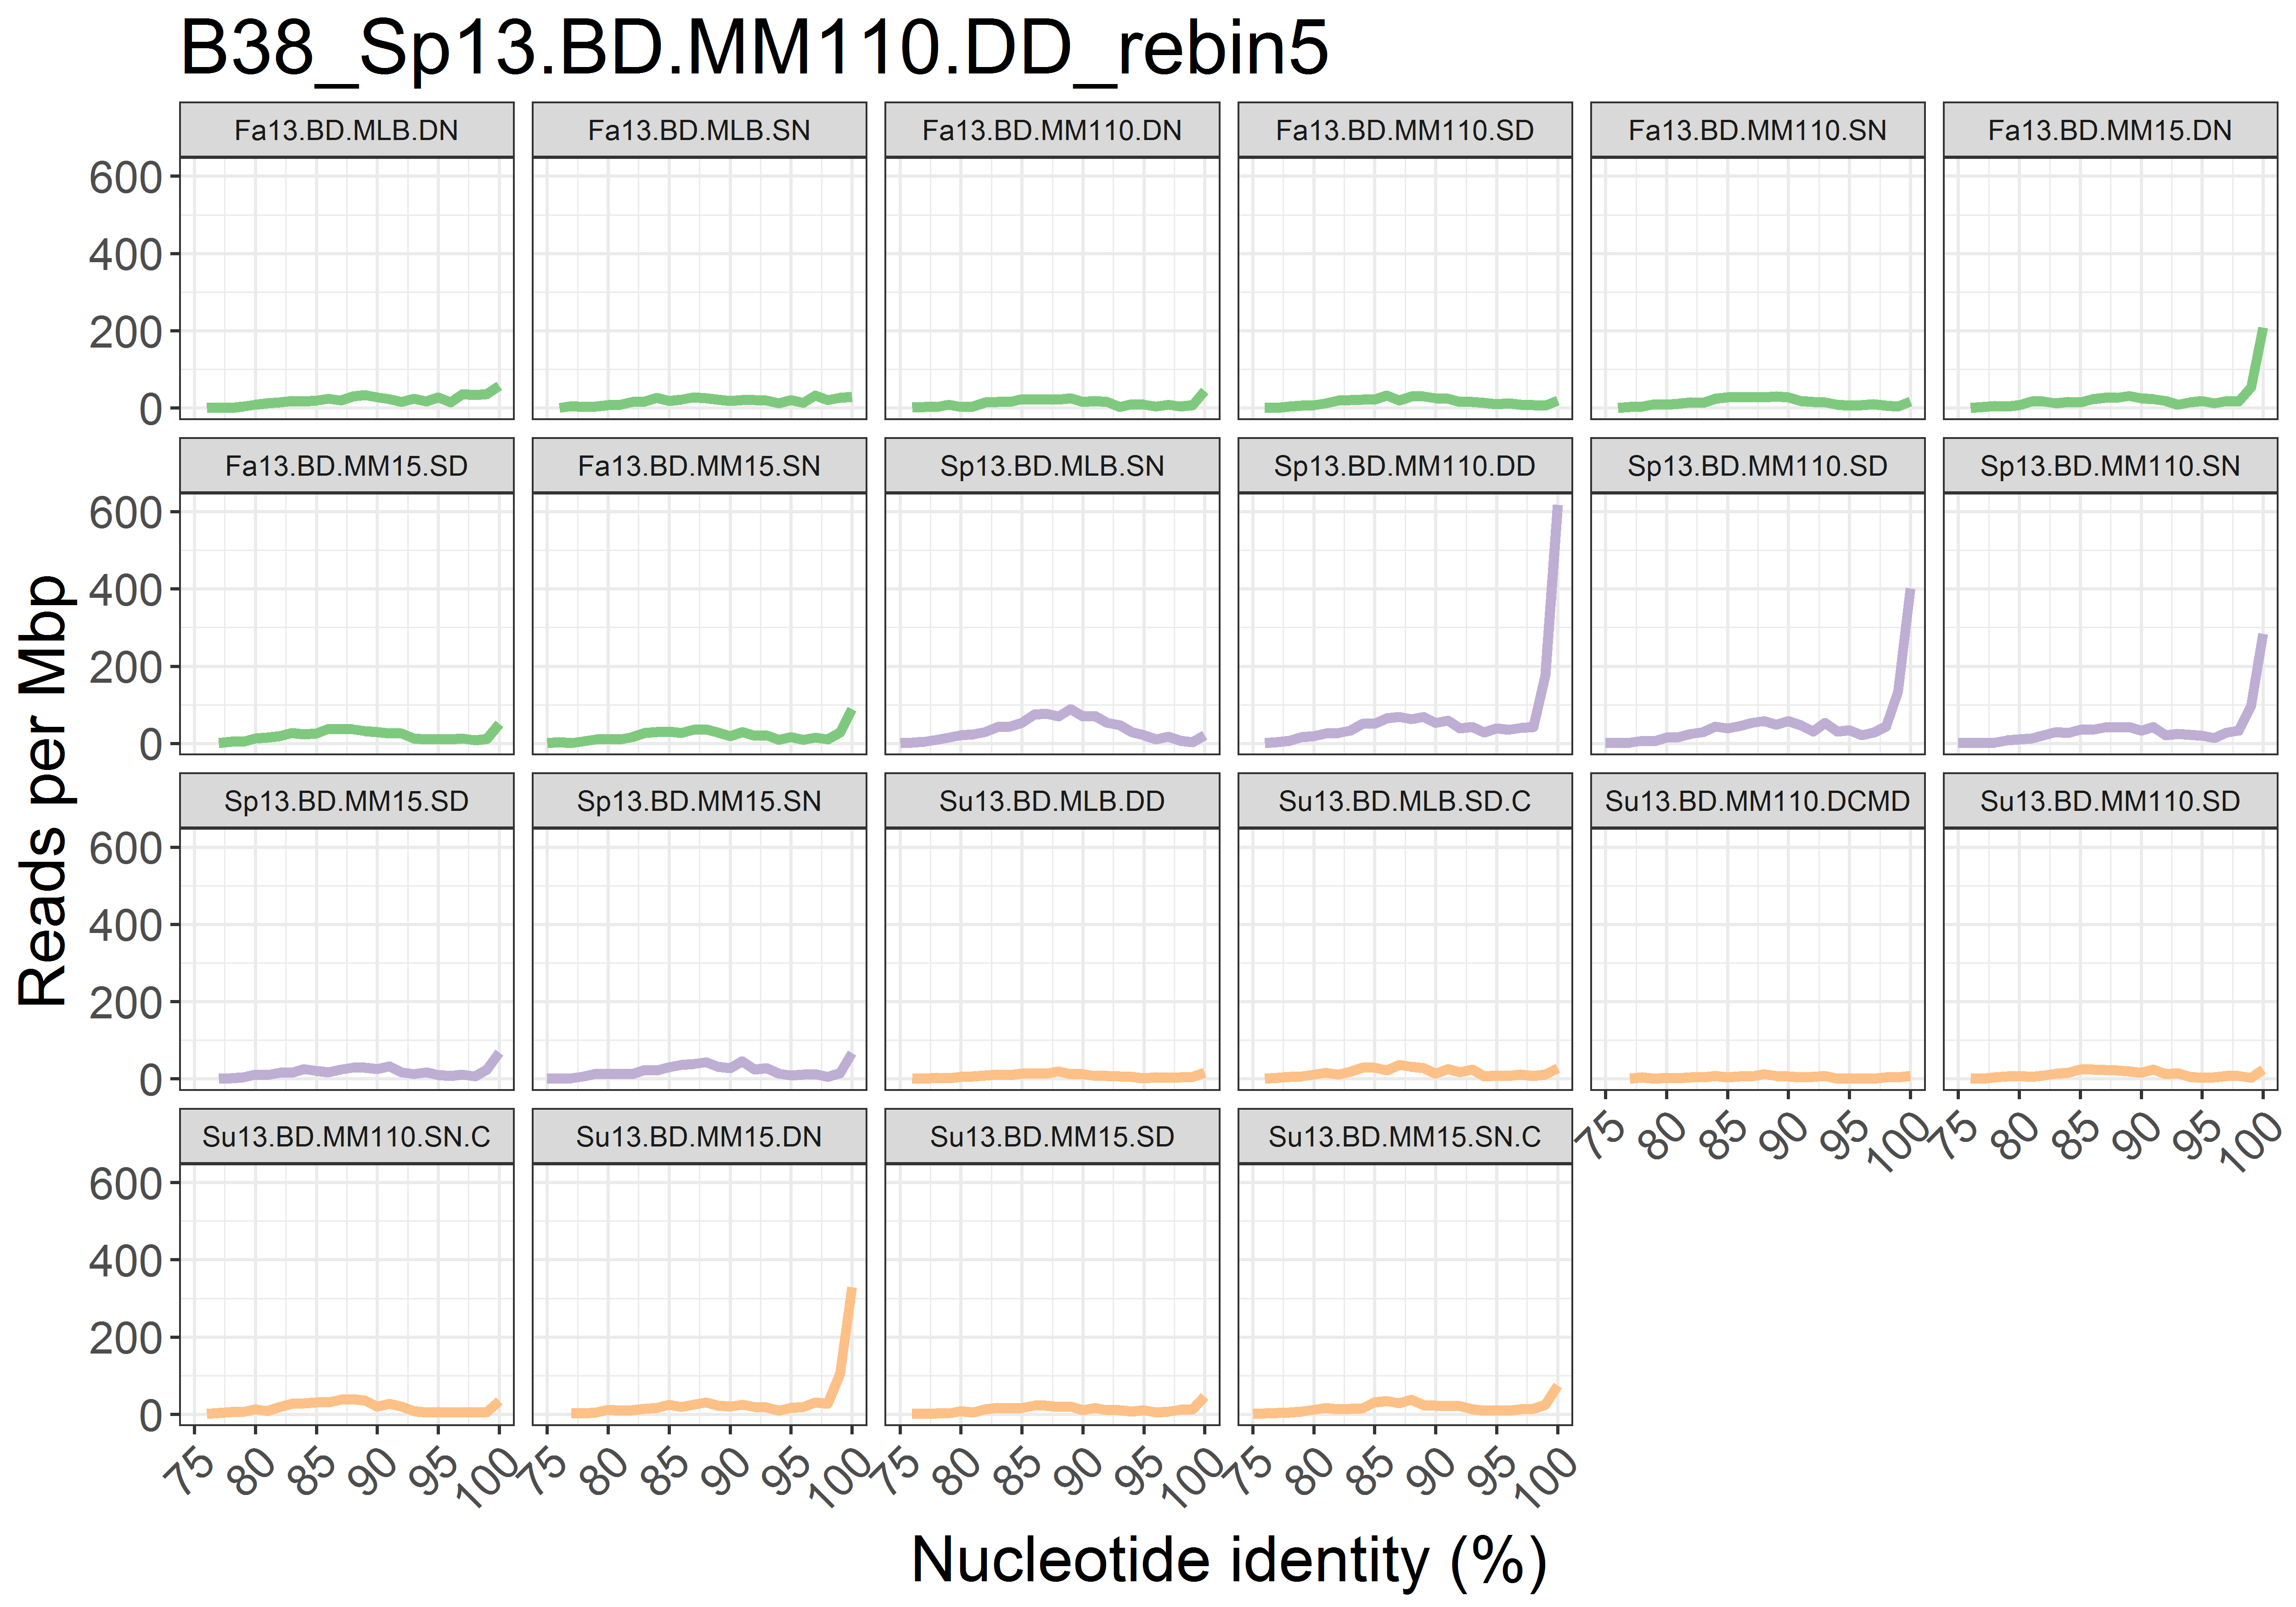 B38_Sp13.BD.MM110.DD_rebin5
Fa13.BD.MLB.DN Fa13.BD.MLB.SN Fa13.BD.MM110.DN Fa13.BD.MM110.SD Fa13.BD.MM110.SN Fa13.BD.MM15.DN
600
400
200
0
Fa13.BD.MM15.SD Fa13.BD.MM15.SN Sp13.BD.MLB.SN Sp13.BD.MM110.DD Sp13.BD.MM110.SD Sp13.BD.MM110.SN
600
400
200
0
Reads per Mbp
Sp13.BD.MM15.SD Sp13.BD.MM15.SN Su13.BD.MLB.DD Su13.BD.MLB.SD.C Su13.BD.MM110.DCMD Su13.BD.MM110.SD
600
400
200
0
75 80 85 90 95 100 75 80 85 90 95 100
Su13.BD.MM110.SN.C Su13.BD.MM15.DN Su13.BD.MM15.SD Su13.BD.MM15.SN.C
600
400
200
0
75 80 85 90 95 100 75 80 85 90 95 100 75 80 85 90 95 100 75 80 85 90 95 100
Nucleotide identity (%)